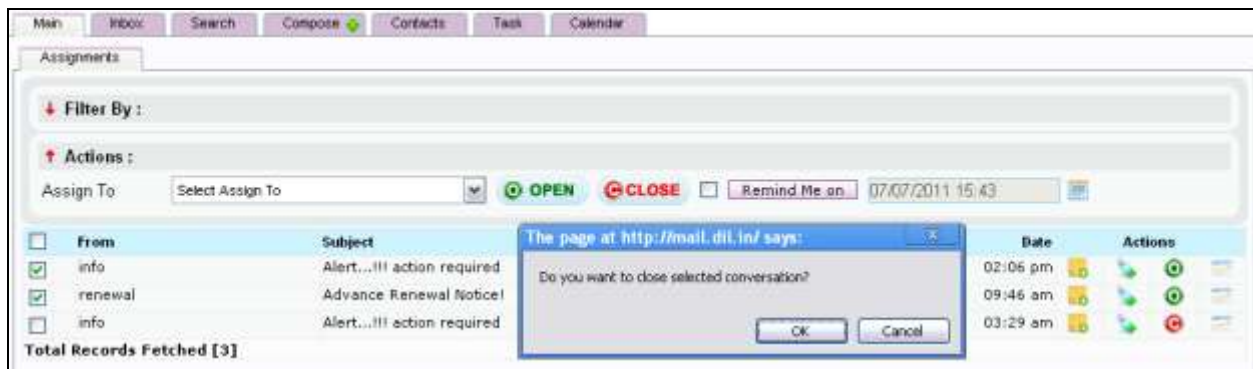 Main Inbox Search Compose Contacts Task Calendar
Assignments
Filter By :
Actions :
Assign To Select Assign To OPEN CLOSE Remind Me on 07/07/2011 15:43
From Subject Date Actions
The page at http://mail.dil.in/ says:
info Alert...!!! action required 02:06 pm
Do you want to close selected conversation?
renewal Advance Renewal Notice! 09:46 am
info Alert...!!! action required 03:29 am
OK Cancel
Total Records Fetched [3]